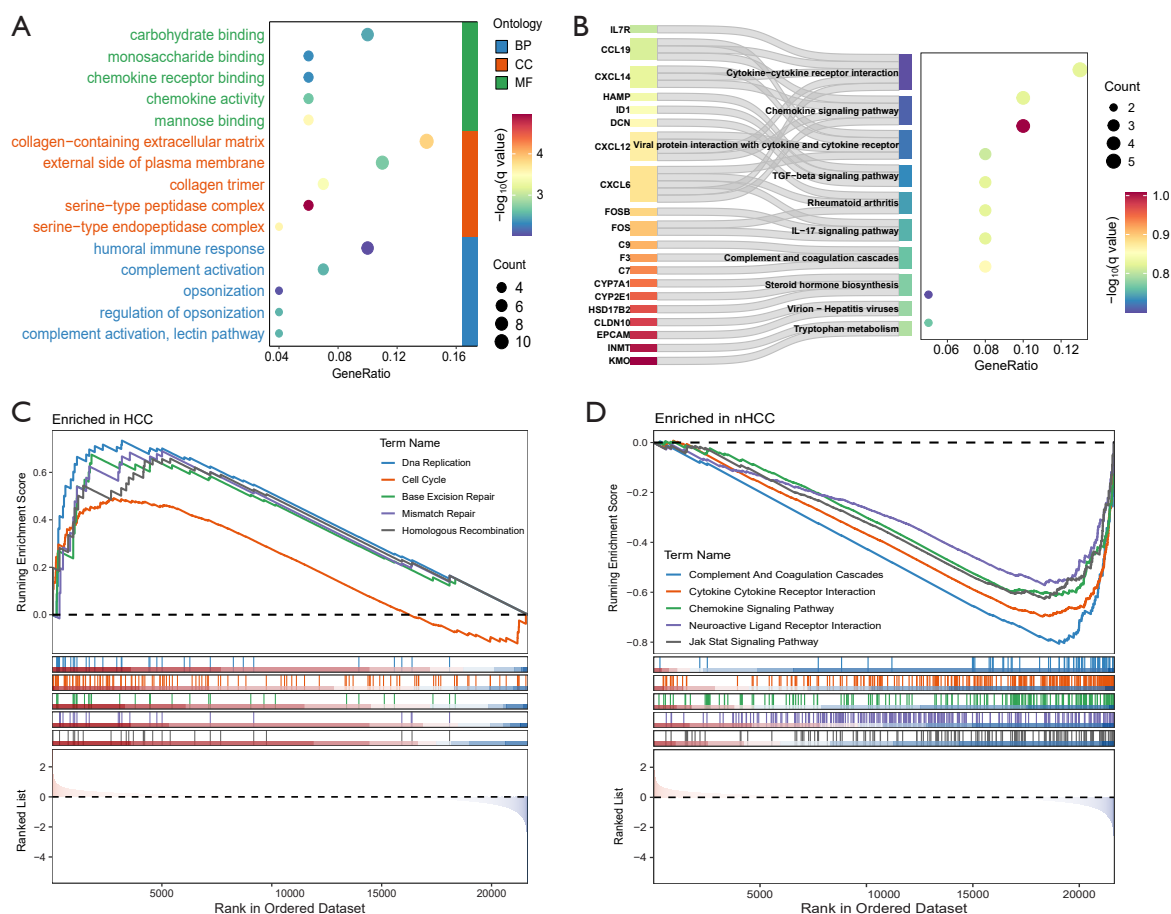 A
carbohydrate binding
monosaccharide binding
chemokine receptor binding
chemokine activity
mannose binding
collagen-containing extracellular matrix
external side of plasma membrane
collagen trimer
serine-type peptidase complex
serine-type endopeptidase complex
humoral immune response
complement activation
opsonization
regulation of opsonization
complement activation, lectin pathway
0.04
0.08
0.12
0.16
GeneRatio
Ontology
BP
CC
MF
−log10(q value)
4
3
Count
4
6
8
10
B
IL7R
CCL19
CXCL14
HAMP
ID1
DCN
CXCL12
CXCL6
FOSB
FOS
C9
F3
C7
CYP7A1
CYP2E1
HSD17B2
CLDN10
EPCAM
INMT
KMO
Cytokine−cytokine receptor interaction
Chemokine signaling pathway
Viral protein interaction with cytokine and cytokine receptor
TGF-beta signaling pathway
Rheumatoid arthritis
IL−17 signaling pathway
Complement and coagulation cascades
Steroid hormone biosynthesis
Virion − Hepatitis viruses
Tryptophan metabolism
0.06
0.08
0.10
0.12
GeneRatio
Count
2
3
4
5
−log10(q value)
1.0
0.9
0.8
C
Enriched in HCC
Running Enrichment Score
0.6
0.4
0.2
0.0
Term Name
Dna Replication
Cell Cycle
Base Excision Repair
Mismatch Repair
Homologous Recombination
Ranked List
2
0
−2
−4
5000
10000
15000
20000
Rank in Ordered Dataset
D
Enriched in nHCC
Running Enrichment Score
0.0
−0.2
−0.4
−0.6
−0.8
Term Name
Complement And Coagulation Cascades
Cytokine Cytokine Receptor Interaction
Chemokine Signaling Pathway
Neuroactive Ligand Receptor Interaction
Jak Stat Signaling Pathway
Ranked List
2
0
−2
−4
5000
10000
15000
20000
Rank in Ordered Dataset